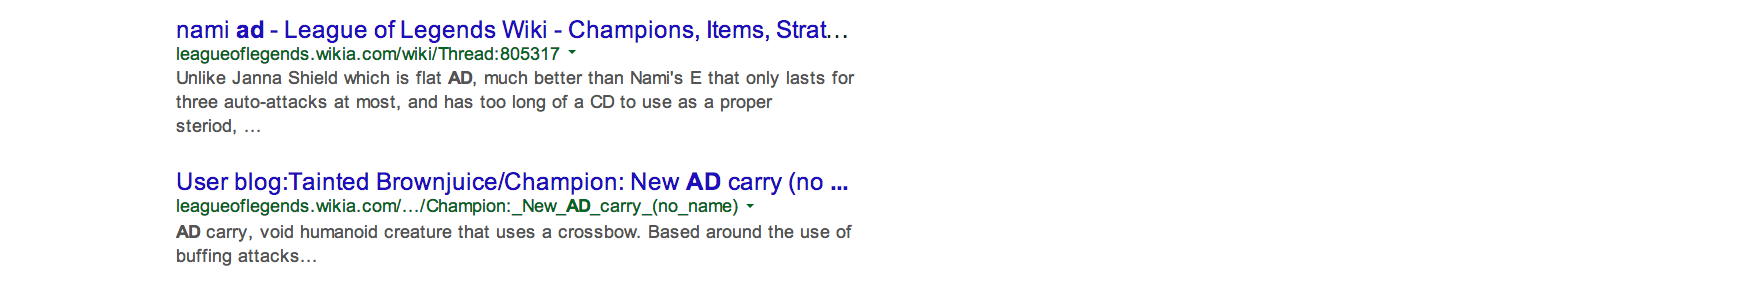 nami ad - League of Legends Wiki - Champions, Items, Strat...
leagueoflegends.wikia.com/wiki/Thread:805317
Unlike Janna Shield which is flat AD, much better than Nami's E that only lasts for
three auto-attacks at most, and has too long of a CD to use as a proper
steriod, ...
User blog:Tainted Brownjuice/Champion: New AD carry (no ...
leagueoflegends.wikia.com/.../Champion:_New_AD_carry_(no_name)
AD carry, void humanoid creature that uses a crossbow. Based around the use of
buffing attacks...